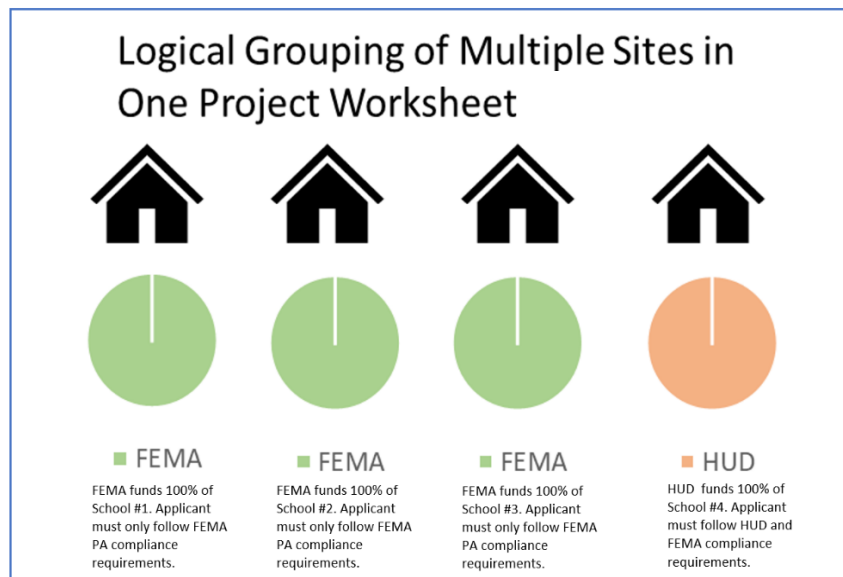 Logical Grouping of Multiple Sites in
One Project Worksheet
FEMA
FEMA funds 100% of
School #1. Applicant
must only follow FEMA
PA compliance
requirements.
FEMA
FEMA funds 100% of
School #2. Applicant
must only follow FEMA
PA compliance
requirements.
FEMA
FEMA funds 100% of
School #3. Applicant
must only follow FEMA
PA compliance
requirements.
HUD
HUD funds 100% of
School #4. Applicant
must follow HUD and
FEMA compliance
requirements.